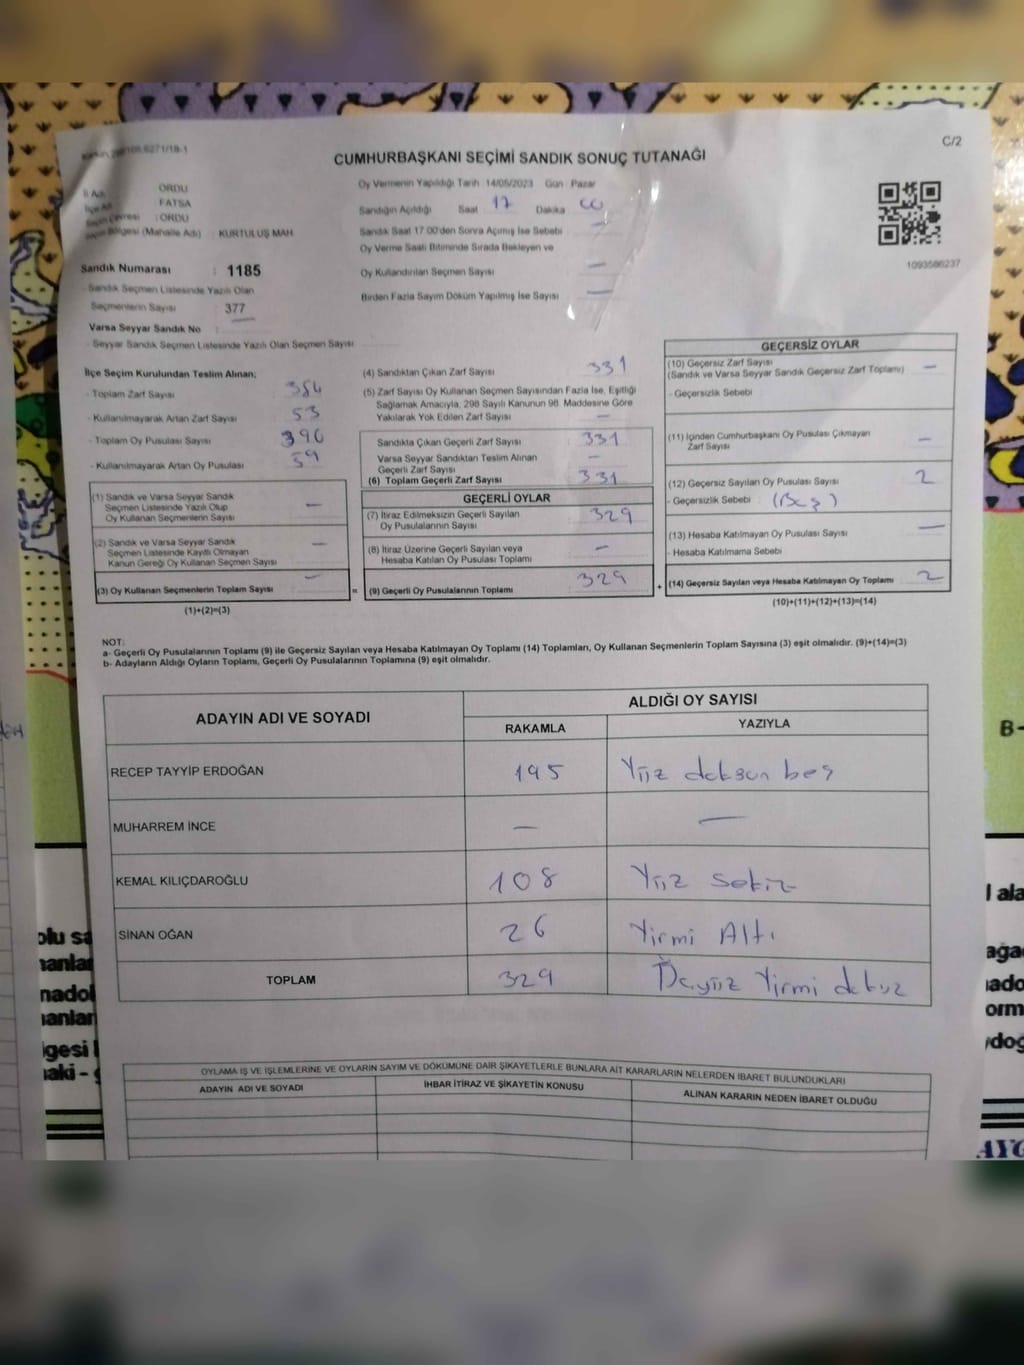 C/2
CUMHURBAŞKANI SEÇİMİ SANDIK SONUÇ TUTANAĞI
İl Adı ORDU
İlçe Adı FATSA
Seçim Çevresi : ORDU
Seçim Bölgesi (Mahalle Adı) : KURTULUŞ MAH
Oy Vermenin Yapıldığı Tarih 14/05/2023 Gün Pazar
Sandığın Açıldığı Saat 17 Dakika 00
Sandık Saat 17:00'den Sonra Açılmış İse Sebebi —
Oy Verme Saati Bitiminde Sırada Bekleyen ve
Oy Kullandırılan Seçmen Sayısı —
Birden Fazla Sayım Döküm Yapılmış İse Sayısı —
1093586237
Sandık Numarası : 1185
- Sandık Seçmen Listesinde Yazılı Olan
Seçmenlerin Sayısı : 377
Varsa Seyyar Sandık No :
- Seyyar Sandık Seçmen Listesinde Yazılı Olan Seçmen Sayısı
İlçe Seçim Kurulundan Teslim Alınan;
- Toplam Zarf Sayısı 384
- Kullanılmayarak Artan Zarf Sayısı 53
- Toplam Oy Pusulası Sayısı 390
- Kullanılmayarak Artan Oy Pusulası 59
(1) Sandık ve Varsa Seyyar Sandık
Seçmen Listesinde Yazılı Olup
Oy Kullanan Seçmenlerin Sayısı —
(2) Sandık ve Varsa Seyyar Sandık
Seçmen Listesinde Kayıtlı Olmayan
Kanun Gereği Oy Kullanan Seçmen Sayısı —
(3) Oy Kullanan Seçmenlerin Toplam Sayısı —
(1)+(2)=(3)
(4) Sandıktan Çıkan Zarf Sayısı 331
(5) Zarf Sayısı Oy Kullanan Seçmen Sayısından Fazla İse, Eşitliği
Sağlamak Amacıyla, 298 Sayılı Kanunun 98. Maddesine Göre
Yakılarak Yok Edilen Zarf Sayısı —
Sandıkta Çıkan Geçerli Zarf Sayısı 331
Varsa Seyyar Sandıktan Teslim Alınan
Geçerli Zarf Sayısı —
(6) Toplam Geçerli Zarf Sayısı 331
GEÇERLİ OYLAR
(7) İtiraz Edilmeksizin Geçerli Sayılan
Oy Pusulalarının Sayısı 329
(8) İtiraz Üzerine Geçerli Sayılan veya
Hesaba Katılan Oy Pusulası Toplamı —
= (9) Geçerli Oy Pusulalarının Toplamı 329 +
GEÇERSİZ OYLAR
(10) Geçersiz Zarf Sayısı
(Sandık ve Varsa Seyyar Sandık Geçersiz Zarf Toplamı) —
- Geçersizlik Sebebi
(11) İçinden Cumhurbaşkanı Oy Pusulası Çıkmayan
Zarf Sayısı —
(12) Geçersiz Sayılan Oy Pusulası Sayısı 2
- Geçersizlik Sebebi : (Boş)
(13) Hesaba Katılmayan Oy Pusulası Sayısı —
- Hesaba Katılmama Sebebi
(14) Geçersiz Sayılan veya Hesaba Katılmayan Oy Toplamı 2
(10)+(11)+(12)+(13)=(14)
NOT:
a- Geçerli Oy Pusulalarının Toplamı (9) ile Geçersiz Sayılan veya Hesaba Katılmayan Oy Toplamı (14) Toplamları, Oy Kullanan Seçmenlerin Toplam Sayısına (3) eşit olmalıdır. (9)+(14)=(3)
b- Adayların Aldığı Oyların Toplamı, Geçerli Oy Pusulalarının Toplamına (9) eşit olmalıdır.
ADAYIN ADI VE SOYADI ALDIĞI OY SAYISI
RAKAMLA YAZIYLA
RECEP TAYYİP ERDOĞAN 195 Yüz doksan beş
MUHARREM İNCE — —
KEMAL KILIÇDAROĞLU 108 Yüz sekiz
SİNAN OĞAN 26 Yirmi Altı
TOPLAM 329 Üçyüz Yirmi dokuz
OYLAMA İŞ VE İŞLEMLERİNE VE OYLARIN SAYIM VE DÖKÜMÜNE DAİR ŞİKAYETLERLE BUNLARA AİT KARARLARIN NELERDEN İBARET BULUNDUKLARI
ADAYIN ADI VE SOYADI İHBAR İTİRAZ VE ŞİKAYETİN KONUSU ALINAN KARARIN NEDEN İBARET OLDUĞU
B-
olu sa
nanlar
nadol
anlar
gesi
aki -
l ala
ağa
ado
orm
doğ
AYG